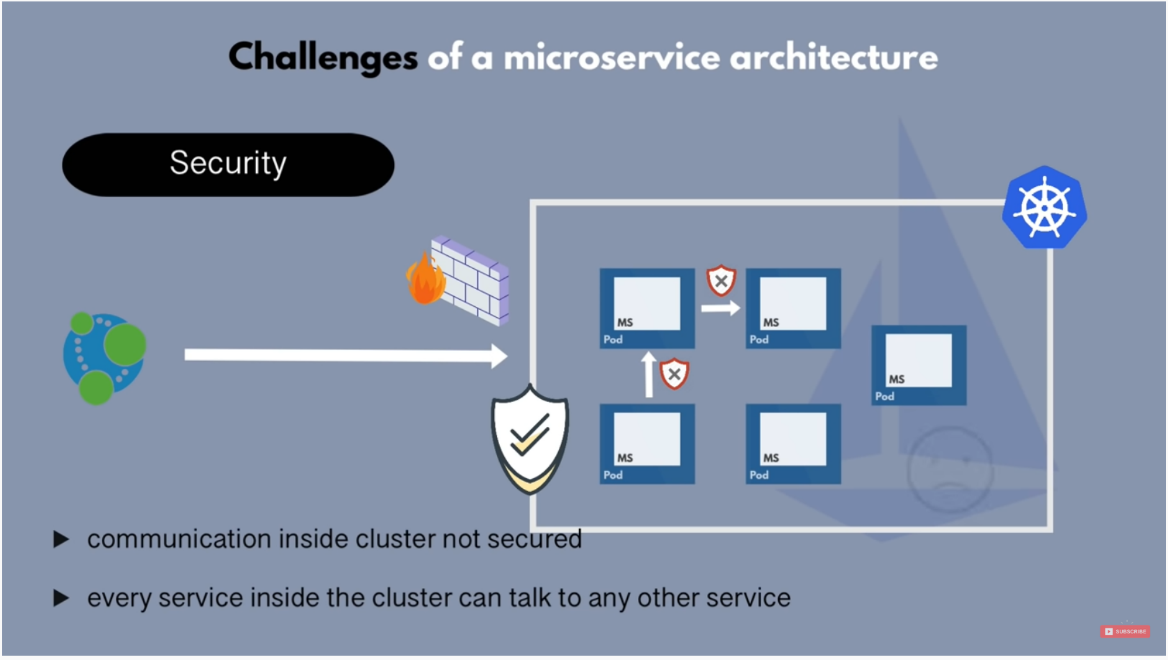 Challenges of a microservice architecture
Security
MS
Pod
MS
Pod
MS
Pod
MS
Pod
MS
Pod
► communication inside cluster not secured
► every service inside the cluster can talk to any other service
SUBSCRIBE